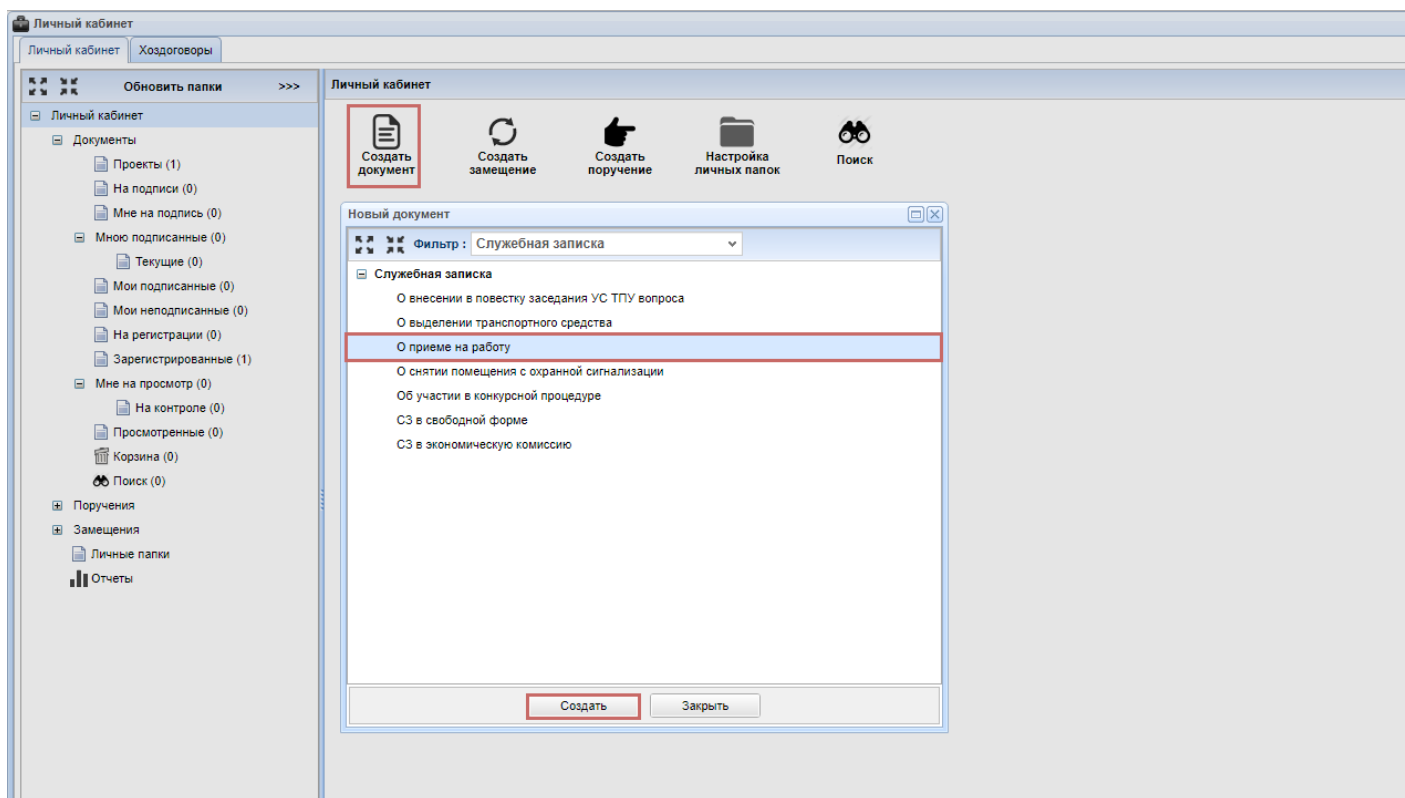 Личный кабинет
Личный кабинет Хоздоговоры
Обновить папки >>>
Личный кабинет
Документы
Проекты (1)
На подписи (0)
Мне на подпись (0)
Мною подписанные (0)
Текущие (0)
Мои подписанные (0)
Мои неподписанные (0)
На регистрации (0)
Зарегистрированные (1)
Мне на просмотр (0)
На контроле (0)
Просмотренные (0)
Корзина (0)
Поиск (0)
Поручения
Замещения
Личные папки
Отчеты
Личный кабинет
Создать
документ
Создать
замещение
Создать
поручение
Настройка
личных папок
Поиск
Новый документ
Фильтр : Служебная записка
Служебная записка
О внесении в повестку заседания УС ТПУ вопроса
О выделении транспортного средства
О приеме на работу
О снятии помещения с охранной сигнализации
Об участии в конкурсной процедуре
СЗ в свободной форме
СЗ в экономическую комиссию
Создать Закрыть